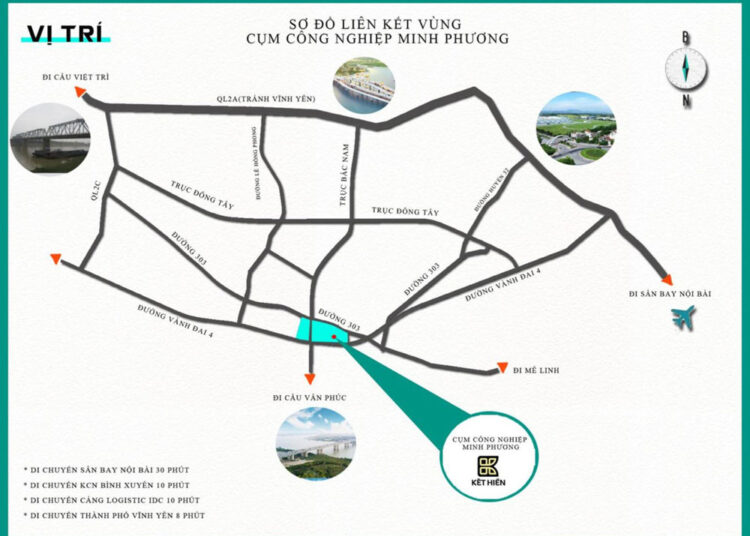 VỊ TRÍ
SƠ ĐỒ LIÊN KẾT VÙNG
CỤM CÔNG NGHIỆP MINH PHƯƠNG
B
N
ĐI CẦU VIỆT TRÌ
QL2A(TRÁNH VĨNH YÊN)
ĐƯỜNG LÊ HỒNG PHONG
TRỤC BẮC NAM
QL2C
TRỤC ĐÔNG TÂY
TRỤC ĐÔNG TÂY
ĐƯỜNG HUYỆN 37
ĐƯỜNG 303
ĐƯỜNG 303
ĐƯỜNG VÀNH ĐAI 4
ĐI SÂN BAY NỘI BÀI
ĐƯỜNG VÀNH ĐAI 4
ĐƯỜNG 303
ĐI MÊ LINH
ĐI CẦU VÂN PHÚC
CỤM CÔNG NGHIỆP
MINH PHƯƠNG
KẾT HIỀN
* DI CHUYỂN SÂN BAY NỘI BÀI 30 PHÚT
* DI CHUYỂN KCN BÌNH XUYÊN 10 PHÚT
* DI CHUYỂN CẢNG LOGISTIC IDC 10 PHÚT
* DI CHUYỂN THÀNH PHỐ VĨNH YÊN 8 PHÚT